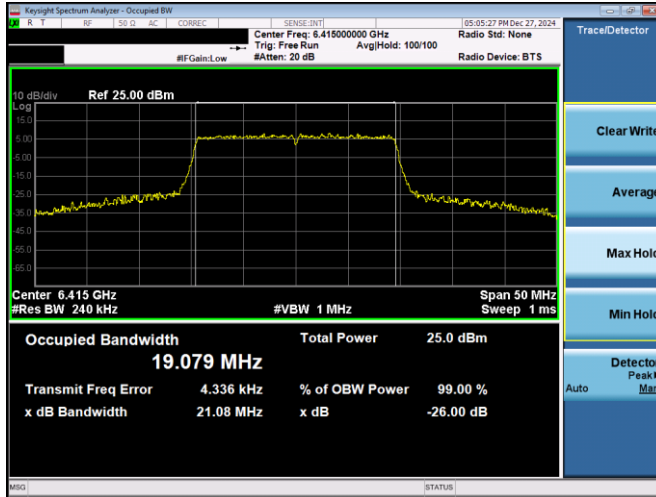 Keysight Spectrum Analyzer - Occupied BW
R T RF 50 Ω AC CORREC SENSE:INT 05:05:27 PM Dec 27, 2024
Center Freq: 6.415000000 GHz Radio Std: None
Trig: Free Run Avg|Hold: 100/100
#IFGain:Low #Atten: 20 dB Radio Device: BTS
Trace/Detector
10 dB/div Ref 25.00 dBm
Log
15.0
5.00
-5.00
-15.0
-25.0
-35.0
-45.0
-55.0
-65.0
Center 6.415 GHz Span 50 MHz
#Res BW 240 kHz #VBW 1 MHz Sweep 1 ms
Occupied Bandwidth Total Power 25.0 dBm
19.079 MHz
Transmit Freq Error 4.336 kHz % of OBW Power 99.00 %
x dB Bandwidth 21.08 MHz x dB -26.00 dB
Clear Write
Average
Max Hold
Min Hold
Detector
Peak
Auto Man
MSG STATUS